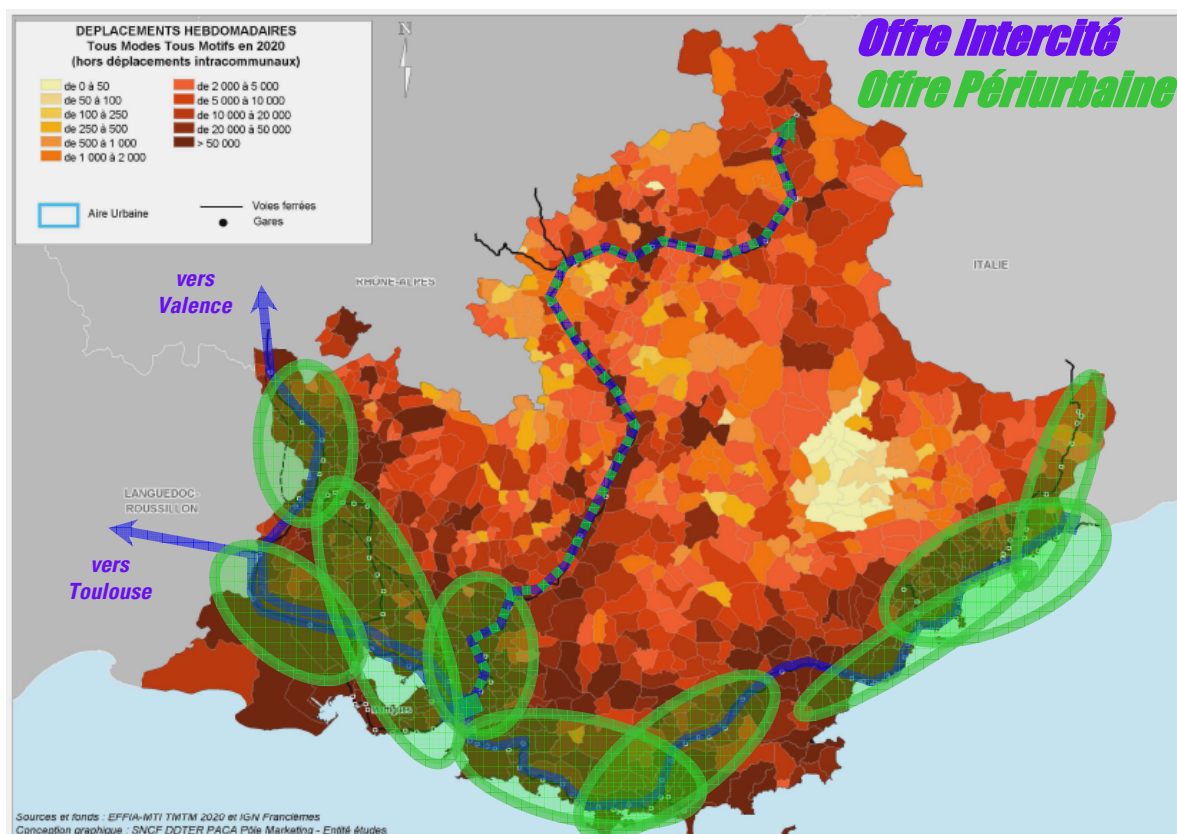 DEPLACEMENTS HEBDOMADAIRES
Tous Modes Tous Motifs en 2020
(hors déplacements intracommunaux)
de 0 à 50
de 50 à 100
de 100 à 250
de 250 à 500
de 500 à 1 000
de 1 000 à 2 000
de 2 000 à 5 000
de 5 000 à 10 000
de 10 000 à 20 000
de 20 000 à 50 000
> 50 000
Aire Urbaine
Voies ferrées
Gares
N
Offre Intercité
Offre Périurbaine
RHÔNE-ALPES
ITALIE
vers
Valence
LANGUEDOC-
ROUSSILLON
vers
Toulouse
Sources et fonds : EFFIA-MTI TMTM 2020 et IGN Franciemes
Conception graphique : SNCF DDTER PACA Pôle Marketing - Entité études